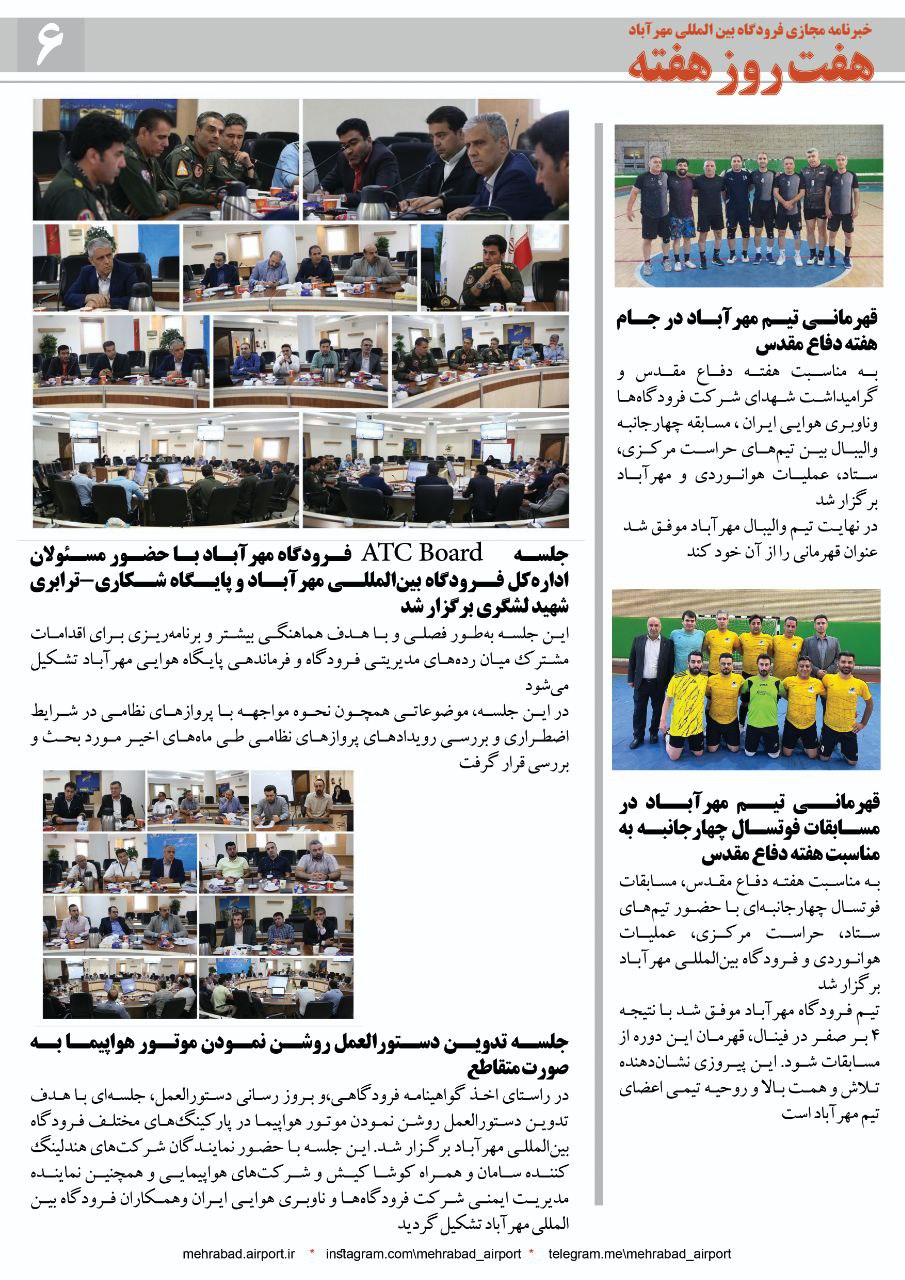 خبرنامه مجازی فرودگاه بین المللی مهرآباد
هفت روز هفته
۶
قهرمانی تیم مهرآباد در جام
هفته دفاع مقدس
به مناسبت هفته دفاع مقدس و
گرامیداشت شهدای شرکت فرودگاه‌ها
وناوبری هوایی ایران ، مسابقه چهارجانبه
والیبال بین تیم‌های حراست مرکزی،
ستاد، عملیات هوانوردی و مهرآباد
برگزار شد
در نهایت تیم والیبال مهرآباد موفق شد
عنوان قهرمانی را از آن خود کند
قهرمانی تیم مهرآباد در
مسابقات فوتسال چهارجانبه به
مناسبت هفته دفاع مقدس
به مناسبت هفته دفاع مقدس، مسابقات
فوتسال چهارجانبه‌ای با حضور تیم‌های
ستاد، حراست مرکزی، عملیات
هوانوردی و فرودگاه بین‌المللی مهرآباد
برگزار شد
تیم فرودگاه مهرآباد موفق شد با نتیجه
۴ بر صفر در فینال، قهرمان این دوره از
مسابقات شود. این پیروزی نشان‌دهنده
تلاش و همت بالا و روحیه تیمی اعضای
تیم مهرآباد است
جلسه ATC Board فرودگاه مهرآباد با حضور مسئولان
اداره‌کل فرودگاه بین‌المللی مهرآباد و پایگاه شکاری-ترابری
شهید لشگری برگزار شد
این جلسه به‌طور فصلی و با هدف هماهنگی بیشتر و برنامه‌ریزی برای اقدامات
مشترک میان رده‌های مدیریتی فرودگاه و فرماندهی پایگاه هوایی مهرآباد تشکیل
می‌شود
در این جلسه، موضوعاتی همچون نحوه مواجهه با پروازهای نظامی در شرایط
اضطراری و بررسی رویدادهای پروازهای نظامی طی ماه‌های اخیر مورد بحث و
بررسی قرار گرفت
جلسه تدوین دستورالعمل روشن نمودن موتور هواپیما به
صورت متقاطع
در راستای اخذ گواهینامه فرودگاهی،و بروز رسانی دستورالعمل، جلسه‌ای با هدف
تدوین دستورالعمل روشن نمودن موتور هواپیما در پارکینگ‌های مختلف فرودگاه
بین‌المللی مهرآباد برگزار شد. این جلسه با حضور نمایندگان شرکت‌های هندلینگ
کننده سامان و همراه کوشا کیش و شرکت‌های هواپیمایی و همچنین نماینده
مدیریت ایمنی شرکت فرودگاه‌ها و ناوبری هوایی ایران وهمکاران فرودگاه بین
المللی مهرآباد تشکیل گردید
mehrabad.airport.ir * instagram.com\mehrabad_airport * telegram.me\mehrabad_airport